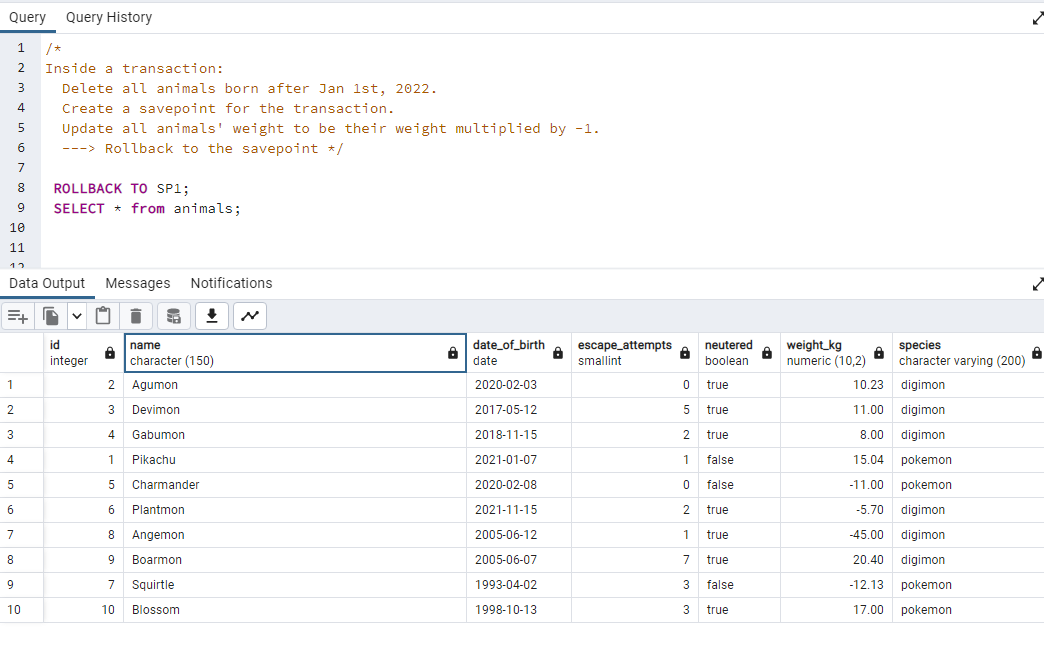 Query Query History
1 /*
2 Inside a transaction:
3 Delete all animals born after Jan 1st, 2022.
4 Create a savepoint for the transaction.
5 Update all animals' weight to be their weight multiplied by -1.
6 ---> Rollback to the savepoint */
7
8 ROLLBACK TO SP1;
9 SELECT * from animals;
10
11
12
Data Output Messages Notifications
id name date_of_birth escape_attempts neutered weight_kg species
integer character (150) date smallint boolean numeric (10,2) character varying (200)
1 2 Agumon 2020-02-03 0 true 10.23 digimon
2 3 Devimon 2017-05-12 5 true 11.00 digimon
3 4 Gabumon 2018-11-15 2 true 8.00 digimon
4 1 Pikachu 2021-01-07 1 false 15.04 pokemon
5 5 Charmander 2020-02-08 0 false -11.00 pokemon
6 6 Plantmon 2021-11-15 2 true -5.70 digimon
7 8 Angemon 2005-06-12 1 true -45.00 digimon
8 9 Boarmon 2005-06-07 7 true 20.40 digimon
9 7 Squirtle 1993-04-02 3 false -12.13 pokemon
10 10 Blossom 1998-10-13 3 true 17.00 pokemon